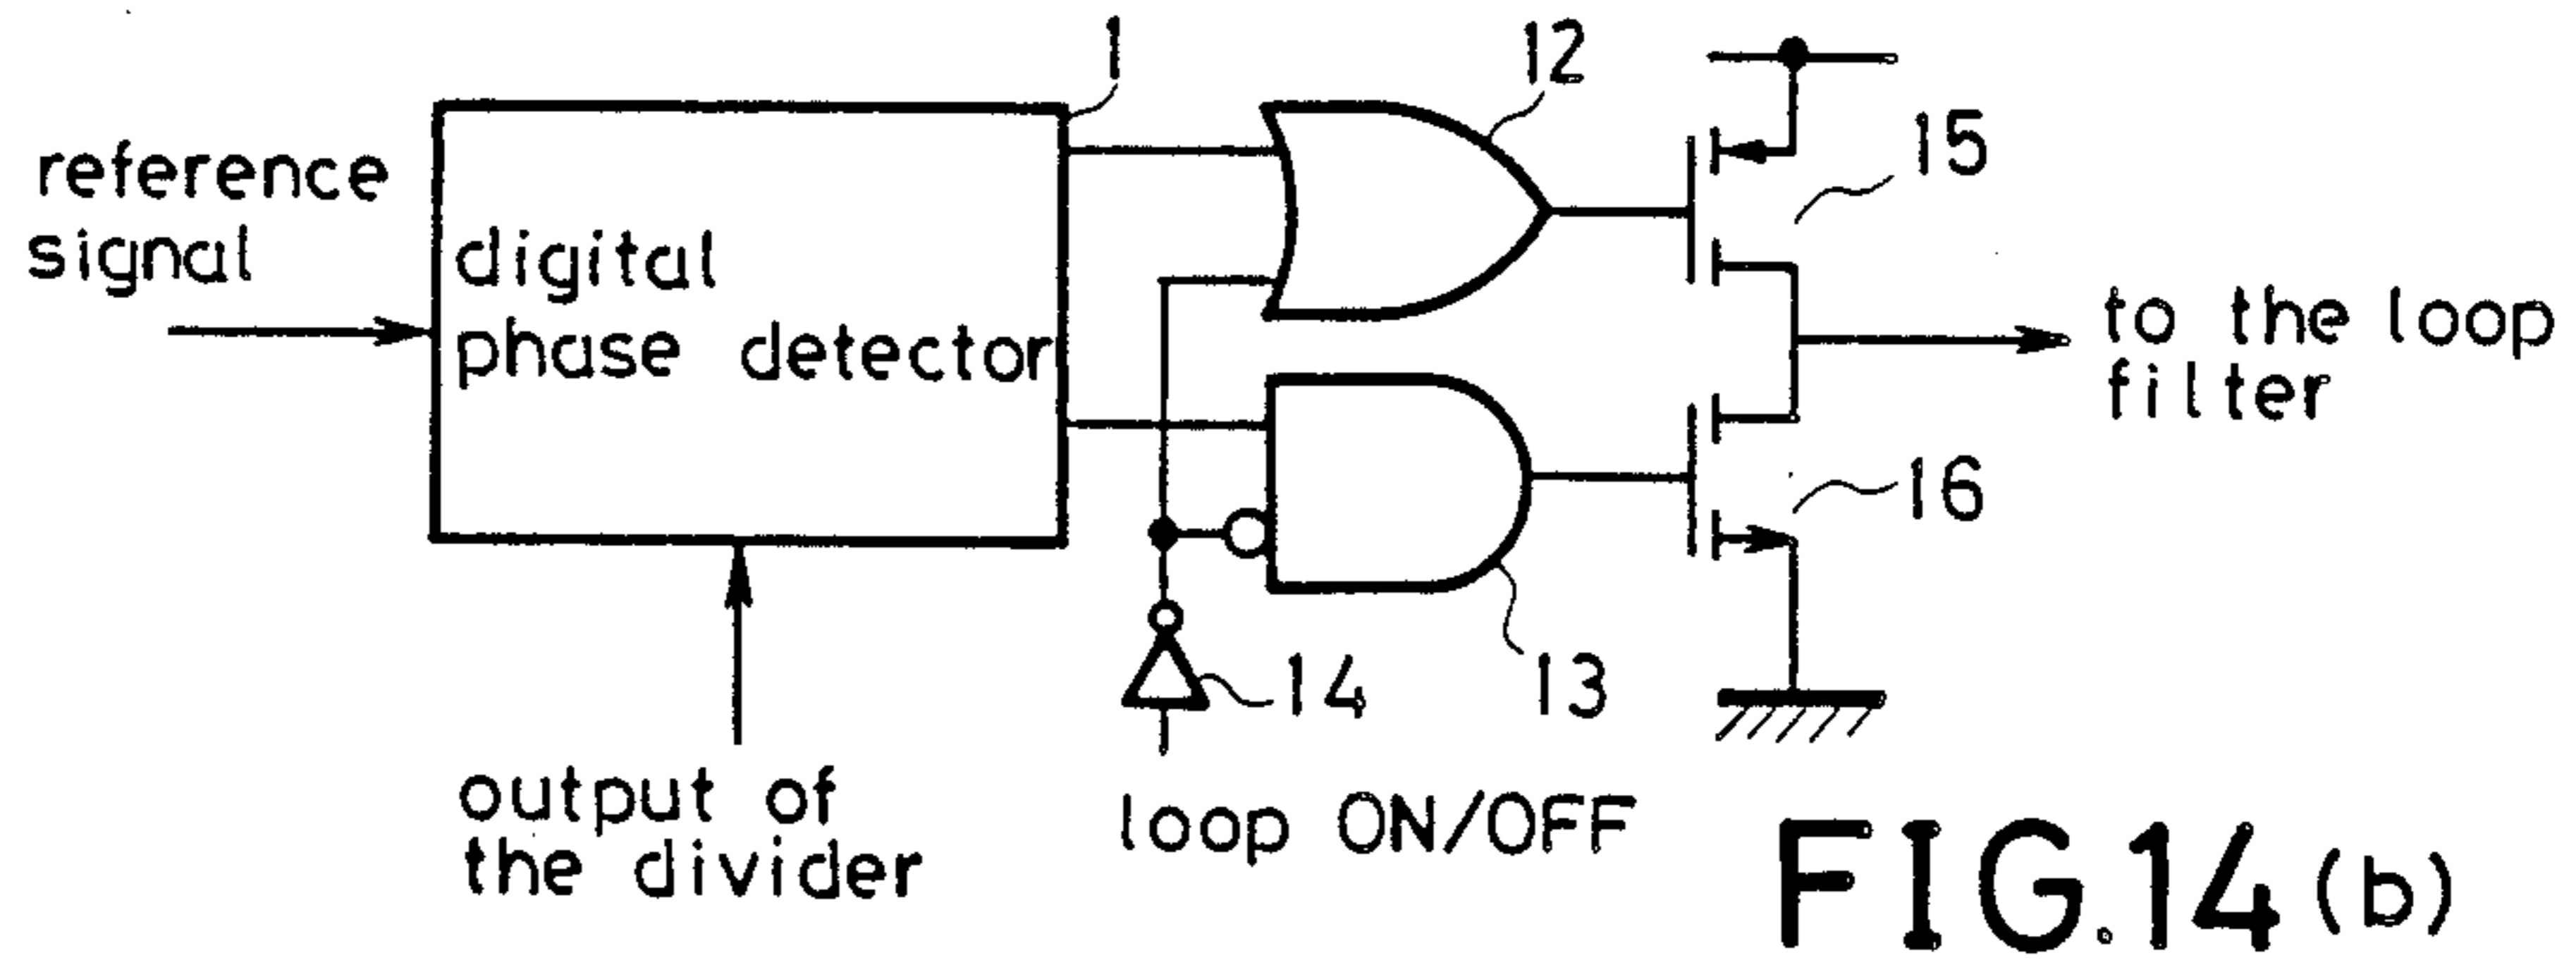 1
12
15
reference
signal
digital
phase detector
to the loop
filter
16
14
13
output of
the divider
loop ON/OFF
FIG.14(b)